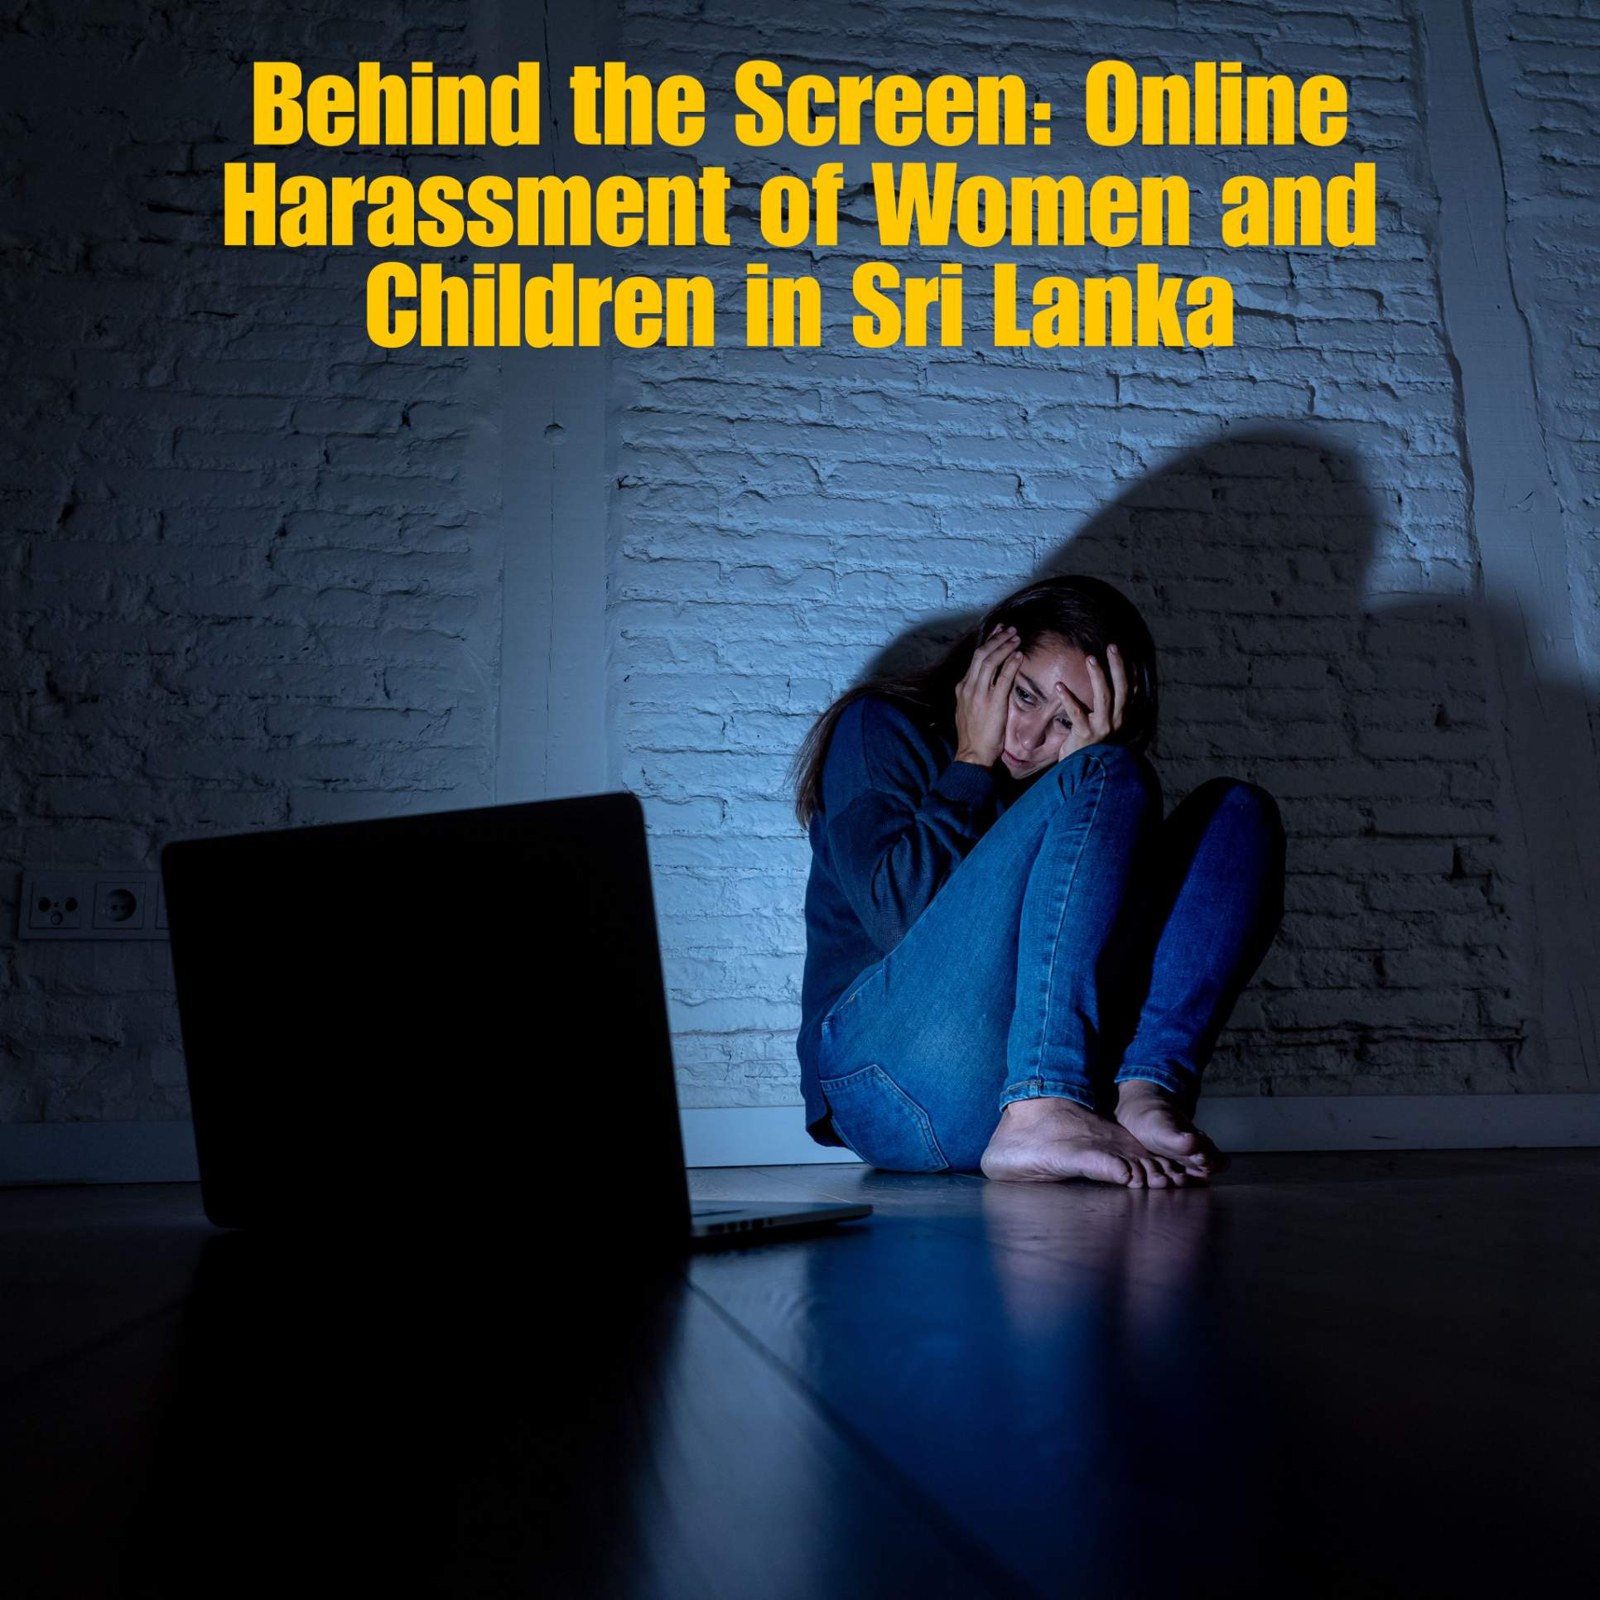 Behind the Screen: Online
Harassment of Women and
Children in Sri Lanka